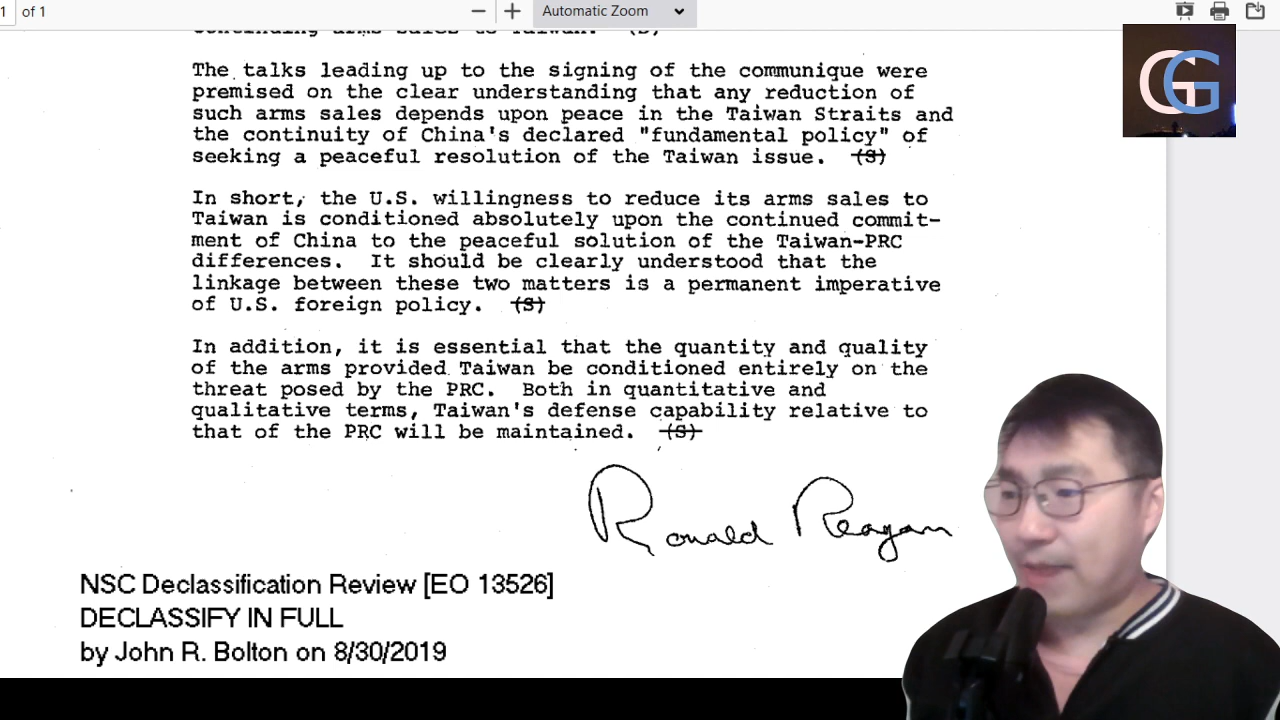 1 of 1
Automatic Zoom
continuing arms sales to Taiwan. (S)
The talks leading up to the signing of the communique were
premised on the clear understanding that any reduction of
such arms sales depends upon peace in the Taiwan Straits and
the continuity of China's declared "fundamental policy" of
seeking a peaceful resolution of the Taiwan issue. (S)
In short, the U.S. willingness to reduce its arms sales to
Taiwan is conditioned absolutely upon the continued commit-
ment of China to the peaceful solution of the Taiwan-PRC
differences. It should be clearly understood that the
linkage between these two matters is a permanent imperative
of U.S. foreign policy. (S)
In addition, it is essential that the quantity and quality
of the arms provided Taiwan be conditioned entirely on the
threat posed by the PRC. Both in quantitative and
qualitative terms, Taiwan's defense capability relative to
that of the PRC will be maintained. (S)
Ronald Reagan
NSC Declassification Review [EO 13526]
DECLASSIFY IN FULL
by John R. Bolton on 8/30/2019
GG